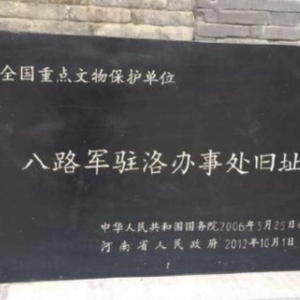 全国重点文物保护单位
八路军驻洛办事处旧址
中华人民共和国国务院2006年5月25日
河南省人民政府2012年10月1日